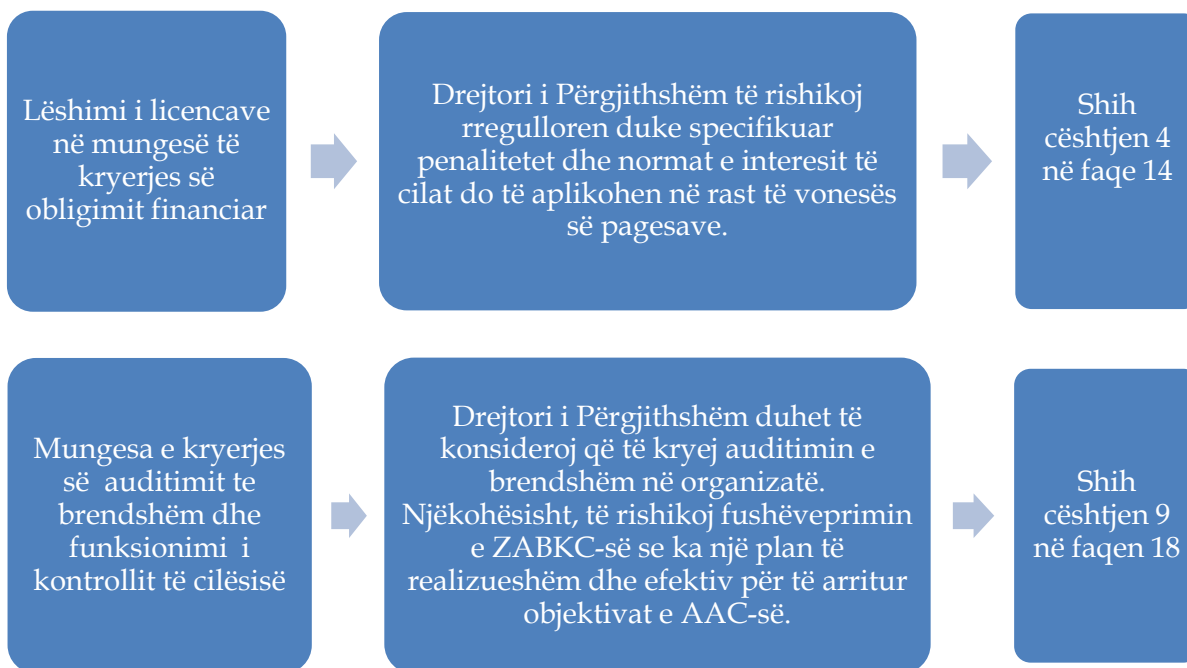 Lëshimi i licencave
në mungesë të
kryerjes së
obligimit financiar
Drejtori i Përgjithshëm të rishikoj
rregulloren duke specifikuar
penalitetet dhe normat e interesit të
cilat do të aplikohen në rast të vonesës
së pagesave.
Shih
cështjen 4
në faqe 14
Mungesa e kryerjes
së auditimit te
brendshëm dhe
funksionimi i
kontrollit të cilësisë
Drejtori i Përgjithshëm duhet të
konsideroj që të kryej auditimin e
brendshëm në organizatë.
Njëkohësisht, të rishikoj fushëveprimin
e ZABKC-së se ka një plan të
realizueshëm dhe efektiv për të arritur
objektivat e AAC-së.
Shih
cështjen 9
në faqen 18